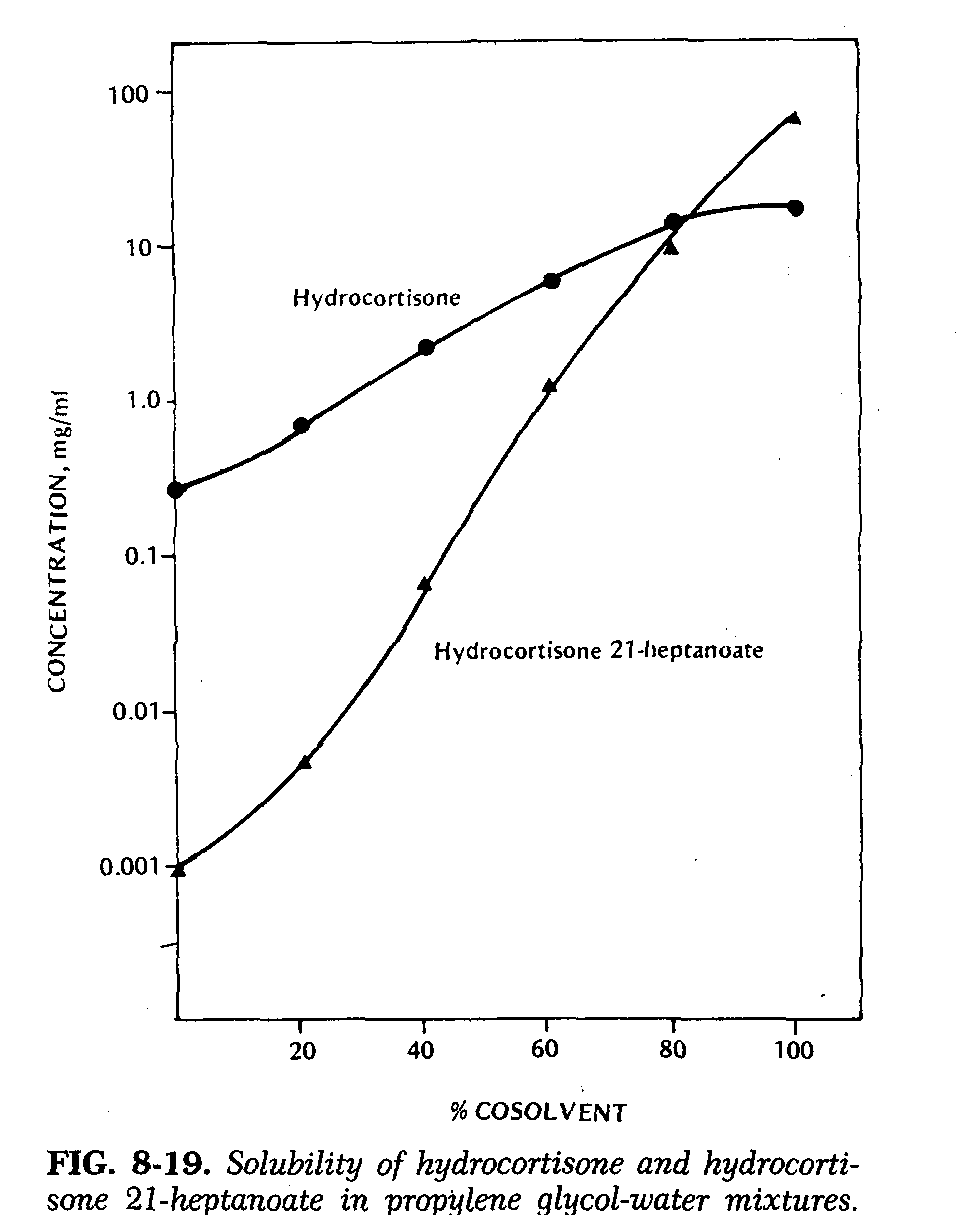 100
10
Hydrocortisone
1.0
CONCENTRATION, mg/ml
0.1
Hydrocortisone 21-heptanoate
0.01
0.001
20 40 60 80 100
% COSOLVENT
FIG. 8-19. Solubility of hydrocortisone and hydrocorti-
sone 21-heptanoate in propylene glycol-water mixtures.